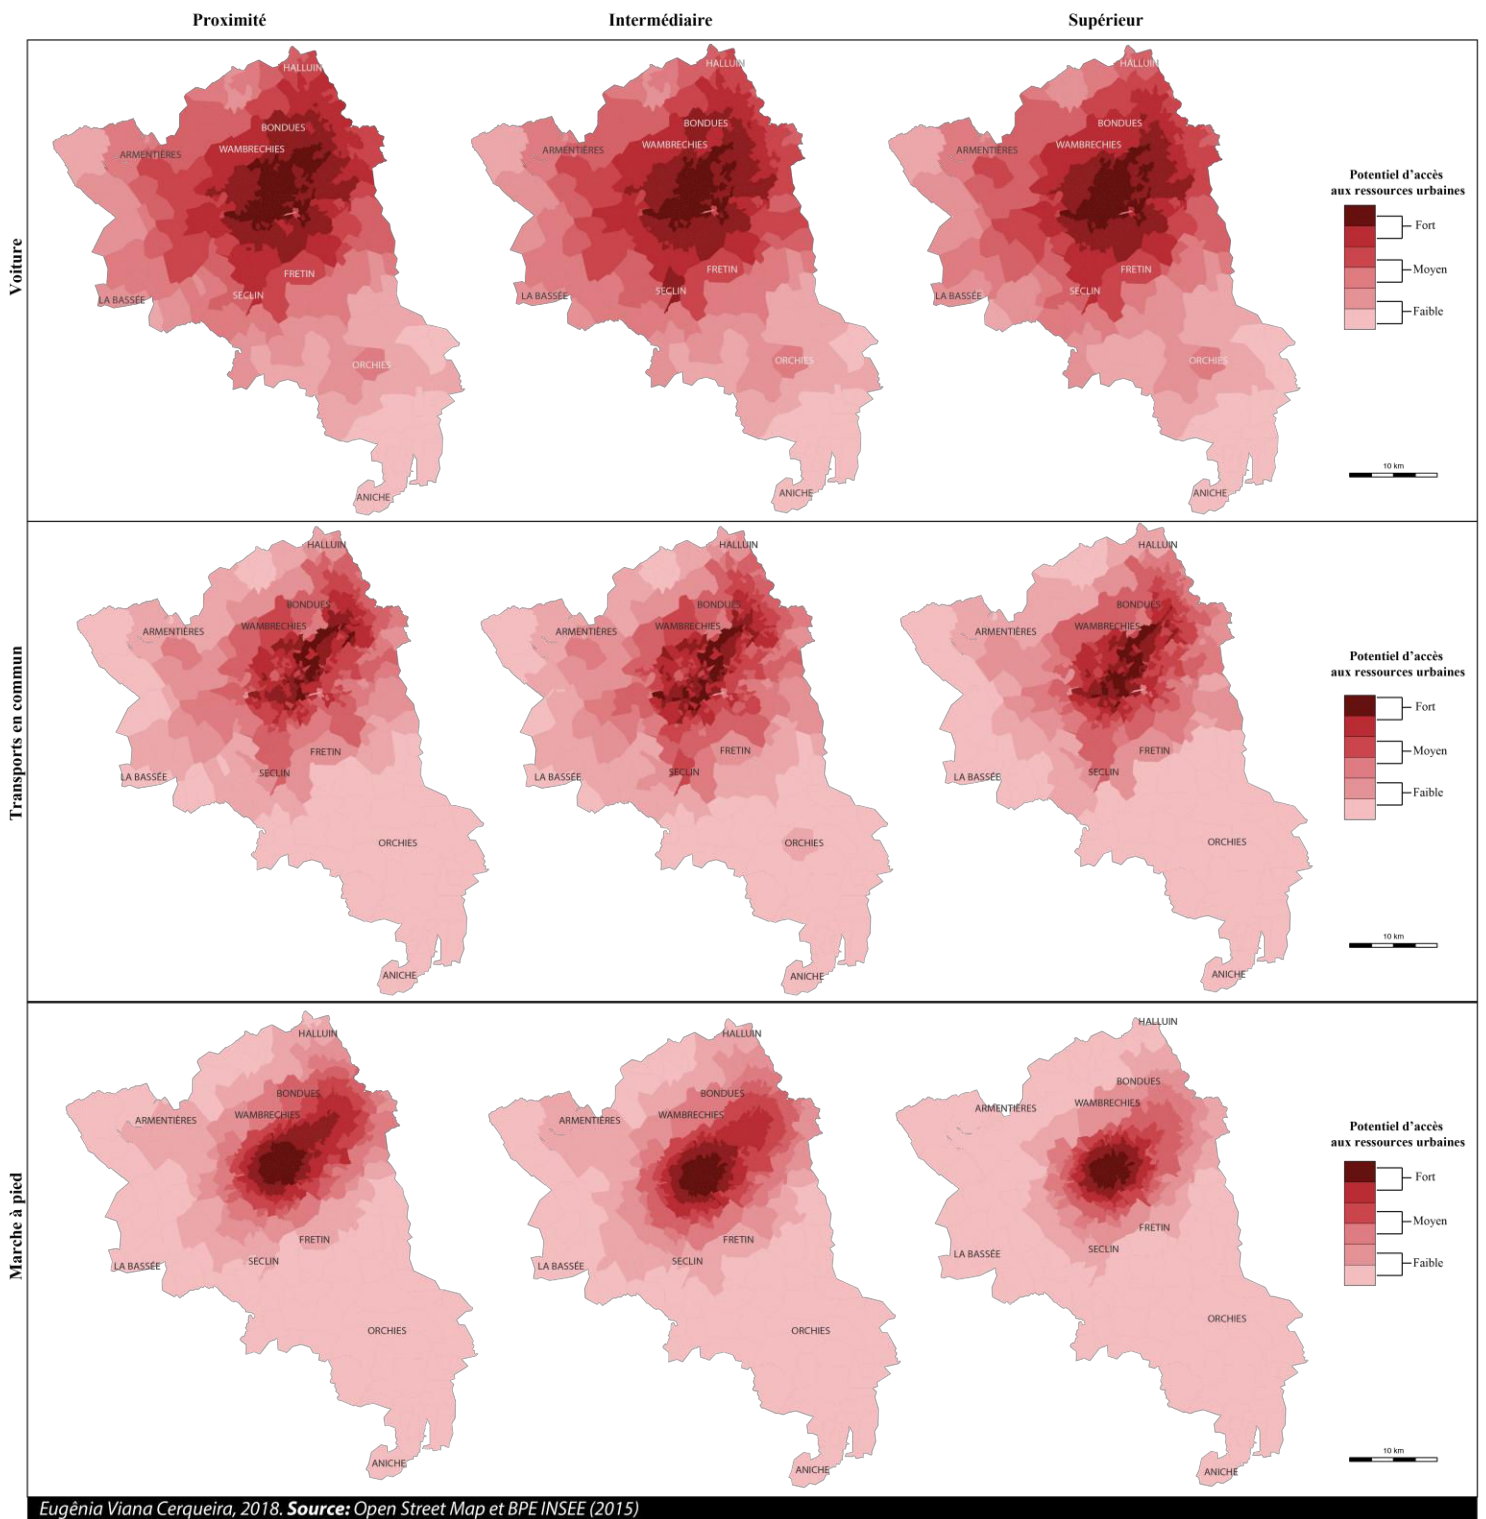 Proximité
Intermédiaire
Supérieur
Voiture
HALLUIN
BONDUES
WAMBRECHIES
ARMENTIÈRES
FRETIN
SECLIN
LA BASSÉE
ORCHIES
ANICHE
HALLUIN
BONDUES
WAMBRECHIES
ARMENTIÈRES
FRETIN
SECLIN
LA BASSÉE
ORCHIES
ANICHE
HALLUIN
BONDUES
WAMBRECHIES
ARMENTIÈRES
FRETIN
SECLIN
LA BASSÉE
ORCHIES
ANICHE
Potentiel d'accès
aux ressources urbaines
Fort
Moyen
Faible
10 km
Transports en commun
HALLUIN
BONDUES
WAMBRECHIES
ARMENTIÈRES
FRETIN
SECLIN
LA BASSÉE
ORCHIES
ANICHE
HALLUIN
BONDUES
WAMBRECHIES
ARMENTIÈRES
FRETIN
SECLIN
LA BASSÉE
ORCHIES
ANICHE
HALLUIN
BONDUES
WAMBRECHIES
ARMENTIÈRES
FRETIN
SECLIN
LA BASSÉE
ORCHIES
ANICHE
Potentiel d'accès
aux ressources urbaines
Fort
Moyen
Faible
10 km
Marche à pied
HALLUIN
BONDUES
WAMBRECHIES
ARMENTIÈRES
FRETIN
SECLIN
LA BASSÉE
ORCHIES
ANICHE
HALLUIN
BONDUES
WAMBRECHIES
ARMENTIÈRES
FRETIN
SECLIN
LA BASSÉE
ORCHIES
ANICHE
HALLUIN
BONDUES
WAMBRECHIES
ARMENTIÈRES
FRETIN
SECLIN
LA BASSÉE
ORCHIES
ANICHE
Potentiel d'accès
aux ressources urbaines
Fort
Moyen
Faible
10 km
Eugênia Viana Cerqueira, 2018. Source: Open Street Map et BPE INSEE (2015)